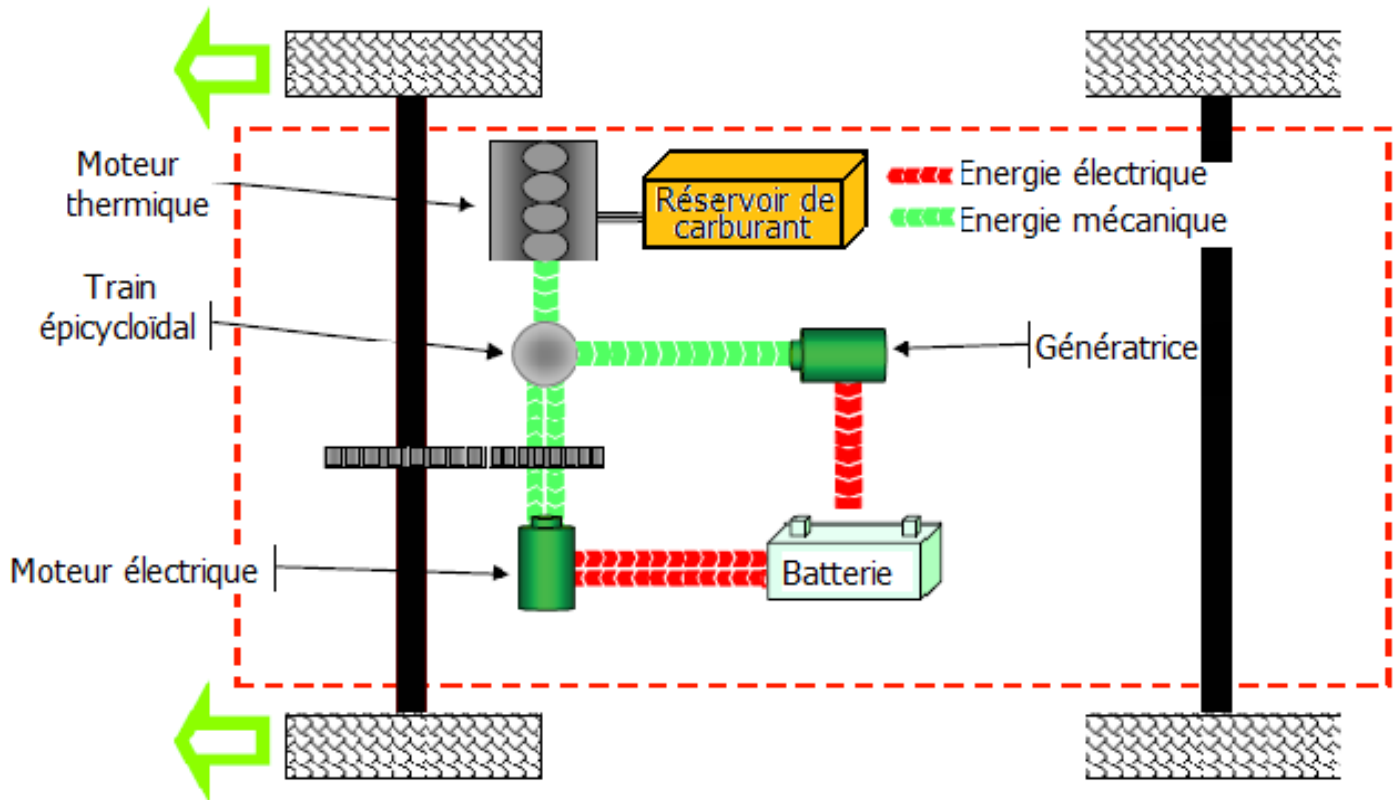 Moteur
thermique
Réservoir de
carburant
Energie électrique
Energie mécanique
Train
épicycloïdal
Génératrice
Moteur électrique
Batterie